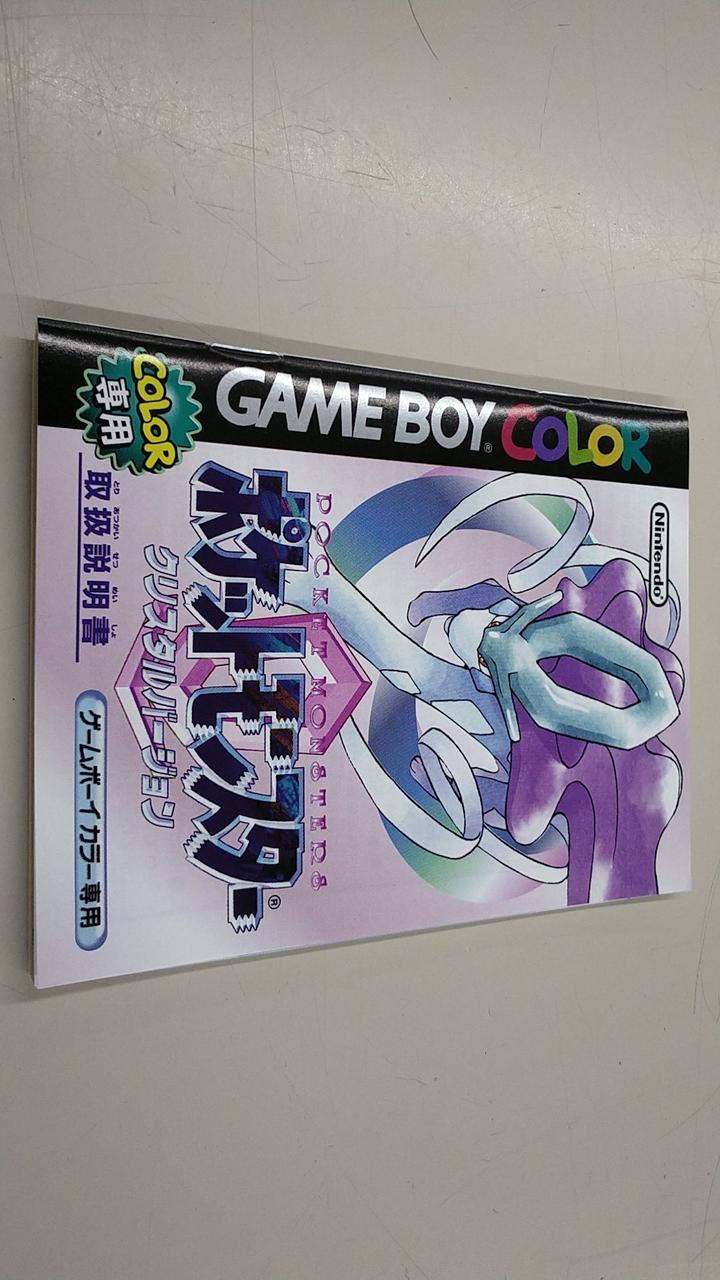 GAME BOY® COLOR
COLOR
専用
Nintendo®
POCKET MONSTERS
ポケットモンスター®
クリスタルバージョン
とり あつかい せつ めい しょ
取扱説明書
ゲームボーイ カラー専用